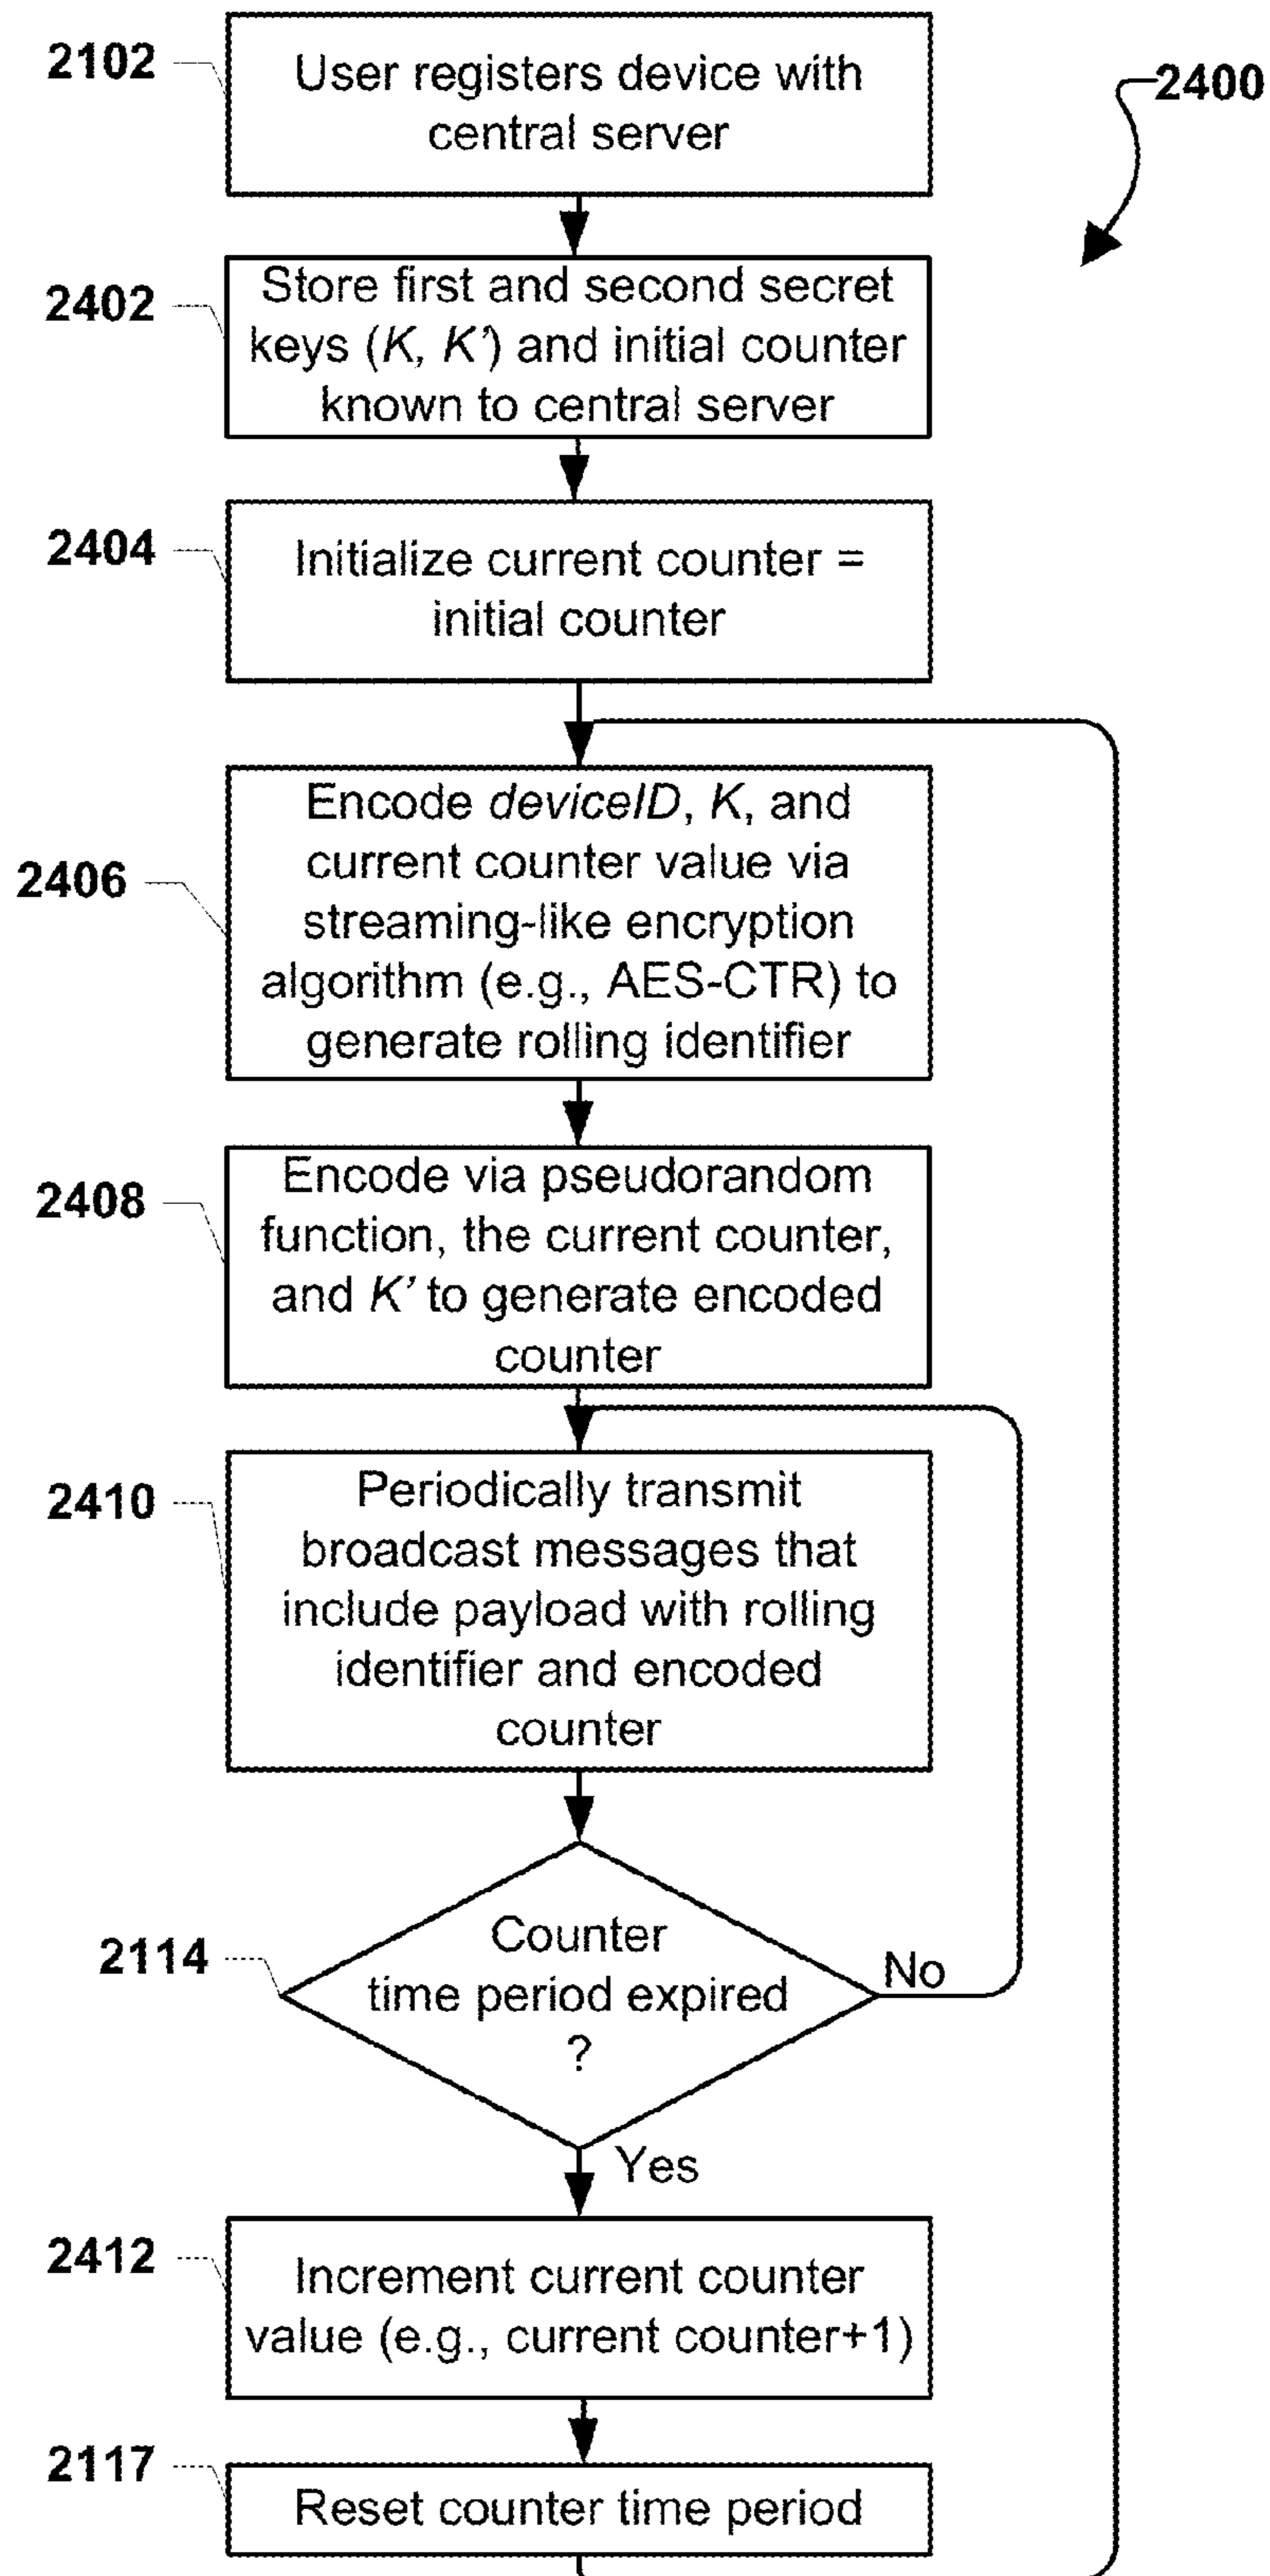 2102
User registers device with
central server
2400
2402
Store first and second secret
keys (K, K’) and initial counter
known to central server
2404
Initialize current counter =
initial counter
2406
Encode deviceID, K, and
current counter value via
streaming-like encryption
algorithm (e.g., AES-CTR) to
generate rolling identifier
2408
Encode via pseudorandom
function, the current counter,
and K’ to generate encoded
counter
2410
Periodically transmit
broadcast messages that
include payload with rolling
identifier and encoded
counter
2114
Counter
time period expired
?
No
Yes
2412
Increment current counter
value (e.g., current counter+1)
2117
Reset counter time period